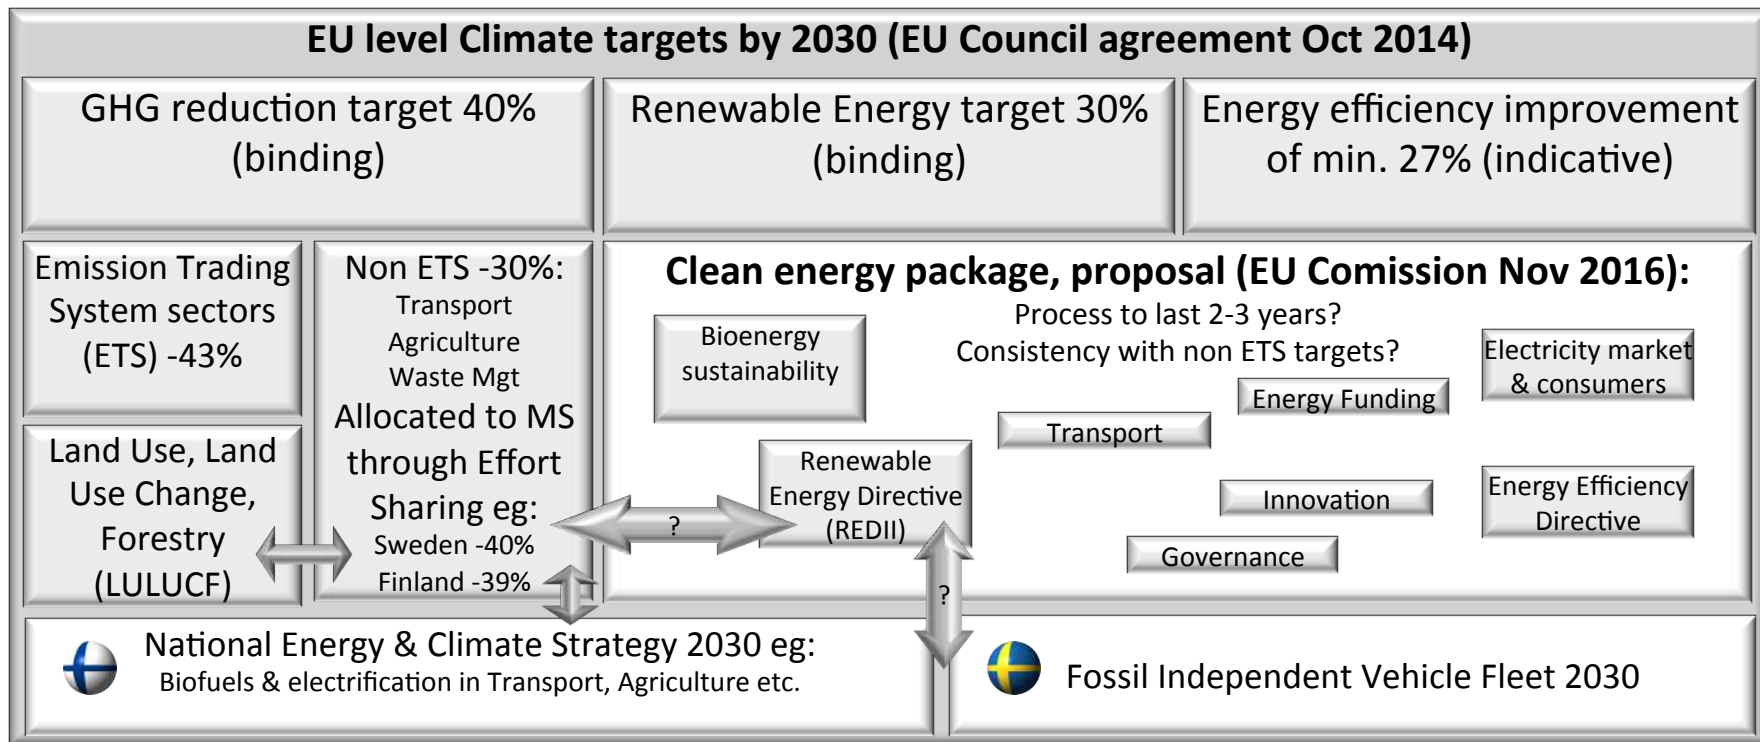 EU level Climate targets by 2030 (EU Council agreement Oct 2014)
GHG reduction target 40%
(binding)
Renewable Energy target 30%
(binding)
Energy efficiency improvement
of min. 27% (indicative)
Emission Trading
System sectors
(ETS) -43%
Land Use, Land
Use Change,
Forestry
(LULUCF)
Non ETS -30%:
Transport
Agriculture
Waste Mgt
Allocated to MS
through Effort
Sharing eg:
Sweden -40%
Finland -39%
Clean energy package, proposal (EU Comission Nov 2016):
Process to last 2-3 years?
Consistency with non ETS targets?
Bioenergy
sustainability
Electricity market
& consumers
Energy Funding
Transport
Renewable
Energy Directive
(REDII)
Innovation
Energy Efficiency
Directive
Governance
?
?
National Energy & Climate Strategy 2030 eg:
Biofuels & electrification in Transport, Agriculture etc.
Fossil Independent Vehicle Fleet 2030